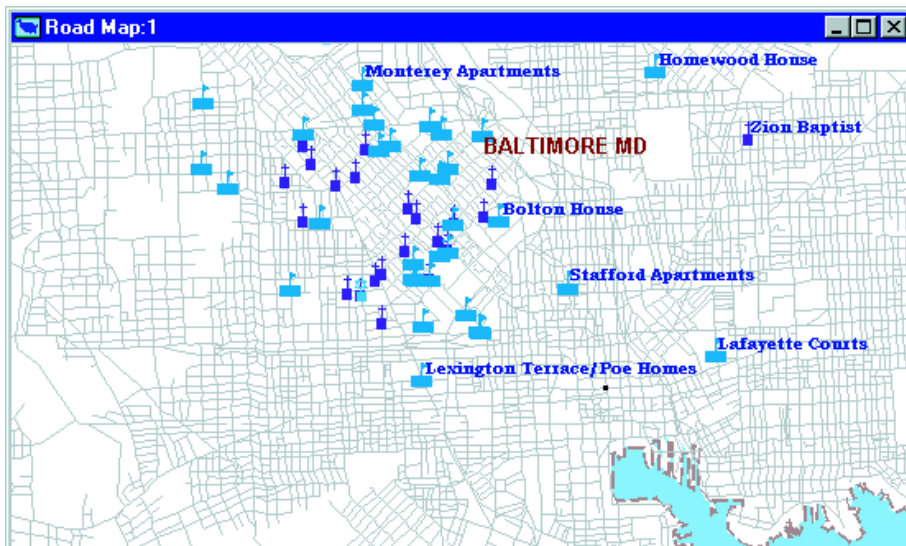 Road Map:1
Homewood House
Monterey Apartments
Zion Baptist
BALTIMORE MD
Bolton House
Stafford Apartments
Lafayette Courts
Lexington Terrace/Poe Homes